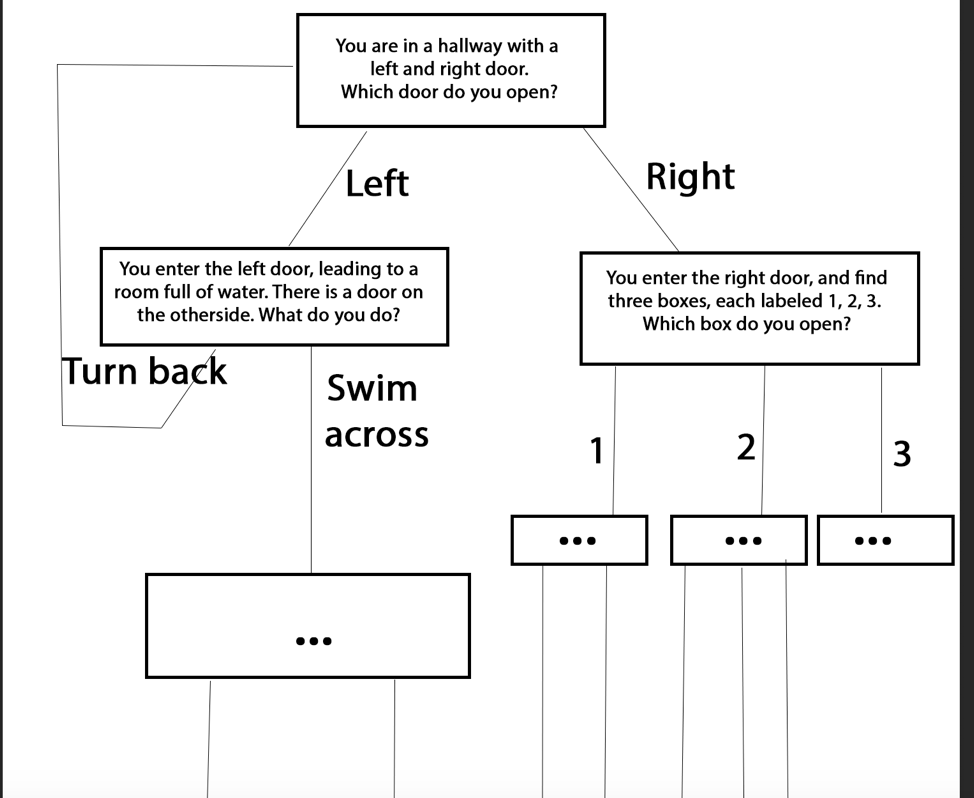 You are in a hallway with a
left and right door.
Which door do you open?
Left
Right
You enter the left door, leading to a
room full of water. There is a door on
the otherside. What do you do?
You enter the right door, and find
three boxes, each labeled 1, 2, 3.
Which box do you open?
Turn back
Swim
across
1
2
3
...
...
...
...